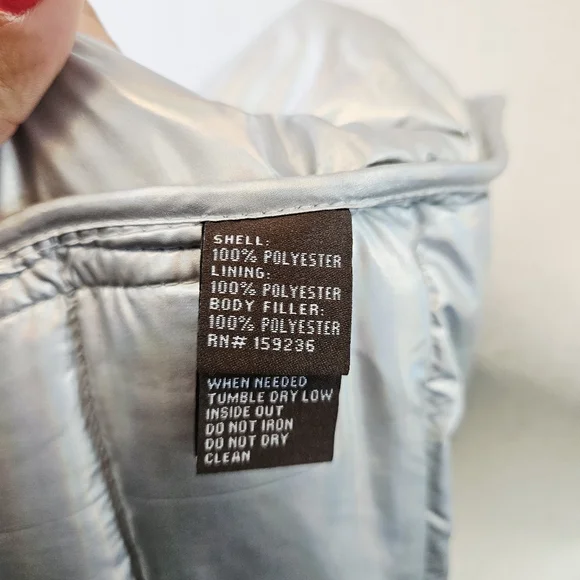 SHELL:
100% POLYESTER
LINING:
100% POLYESTER
BODY FILLER:
100% POLYESTER
RN# 159236
WHEN NEEDED
TUMBLE DRY LOW
INSIDE OUT
DO NOT IRON
DO NOT DRY
CLEAN